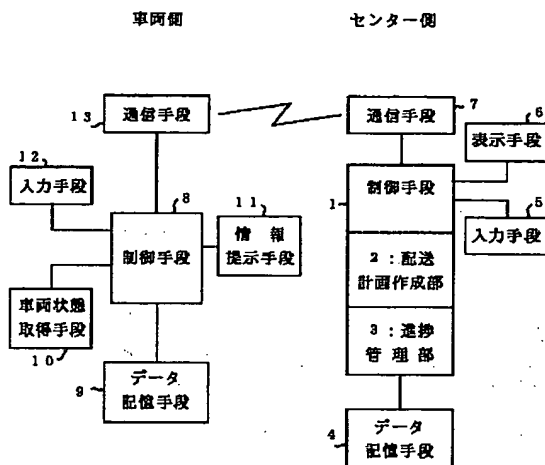 車両側
センター側
13
通信手段
通信手段
7
6
表示手段
12
入力手段
8
制御手段
11
情報
提示手段
1
制御手段
5
入力手段
2:配送
計画作成部
車両状態
取得手段
10
3:進捗
管理部
9
データ
記憶手段
4
データ
記憶手段